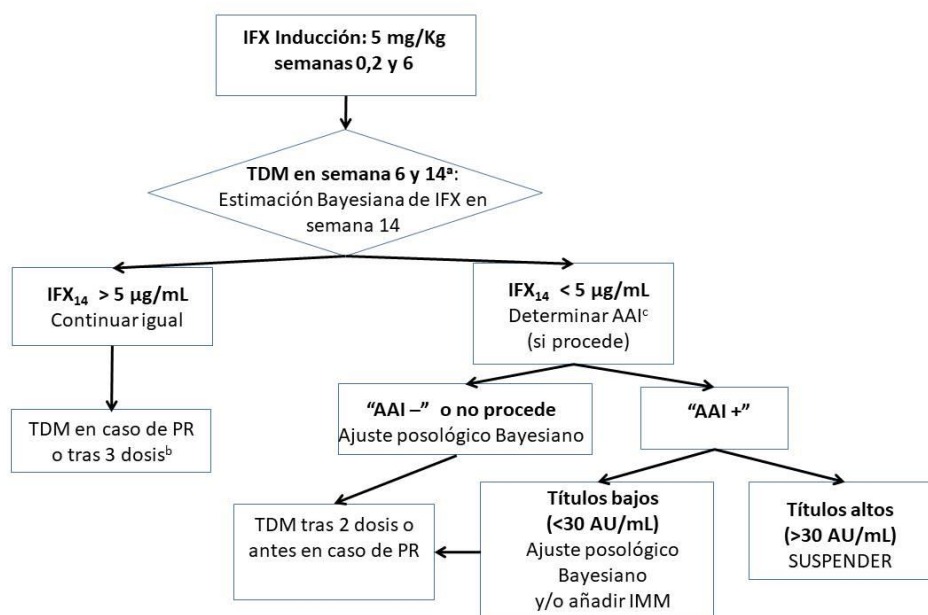 IFX Inducción: 5 mg/Kg
semanas 0,2 y 6
TDM en semana 6 y 14ª:
Estimación Bayesiana de IFX en
semana 14
IFX₁₄ > 5 µg/mL
Continuar igual
IFX₁₄ < 5 µg/mL
Determinar AAIᶜ
(si procede)
TDM en caso de PR
o tras 3 dosisᵇ
“AAI –” o no procede
Ajuste posológico Bayesiano
“AAI +”
TDM tras 2 dosis o
antes en caso de PR
Títulos bajos
(<30 AU/mL)
Ajuste posológico
Bayesiano
y/o añadir IMM
Títulos altos
(>30 AU/mL)
SUSPENDER